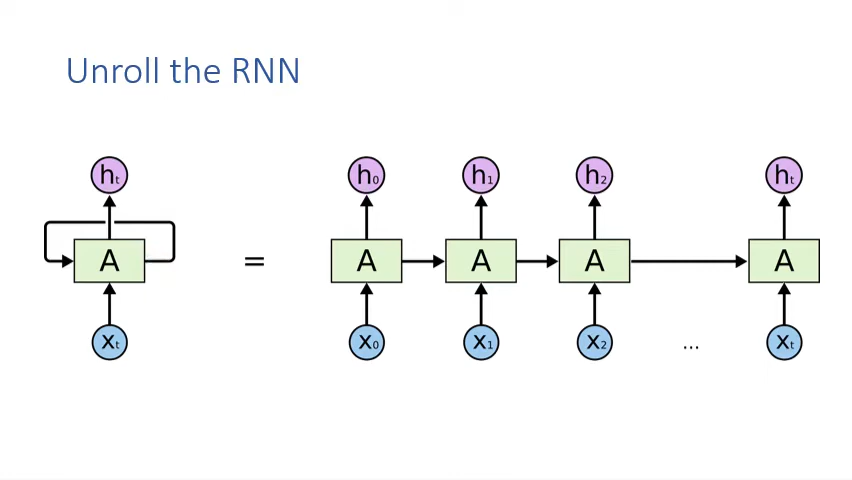 Unroll the RNN
hₜ h₀ h₁ h₂ hₜ
A = A A A A
xₜ x₀ x₁ x₂ ... xₜ